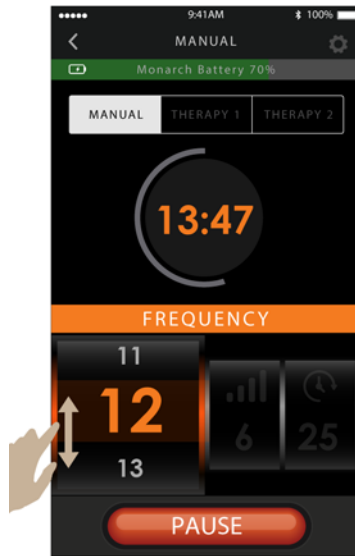 9:41AM 100%
MANUAL
Monarch Battery 70%
MANUAL THERAPY 1 THERAPY 2
13:47
FREQUENCY
11
12
13
6
25
PAUSE